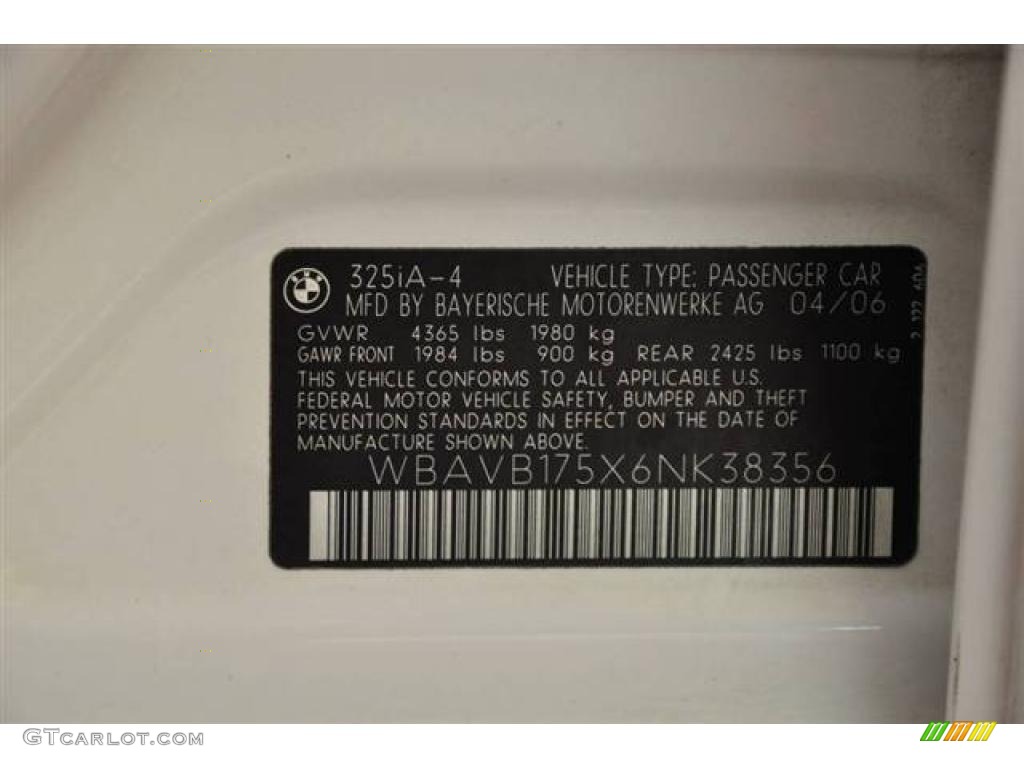 325iA-4 VEHICLE TYPE: PASSENGER CAR
MFD BY BAYERISCHE MOTORENWERKE AG 04/06
GVWR 4365 lbs 1980 kg
GAWR FRONT 1984 lbs 900 kg REAR 2425 lbs 1100 kg
THIS VEHICLE CONFORMS TO ALL APPLICABLE U.S.
FEDERAL MOTOR VEHICLE SAFETY, BUMPER AND THEFT
PREVENTION STANDARDS IN EFFECT ON THE DATE OF
MANUFACTURE SHOWN ABOVE.
WBAVB175X6NK38356
BMW
GTCARLOT.COM